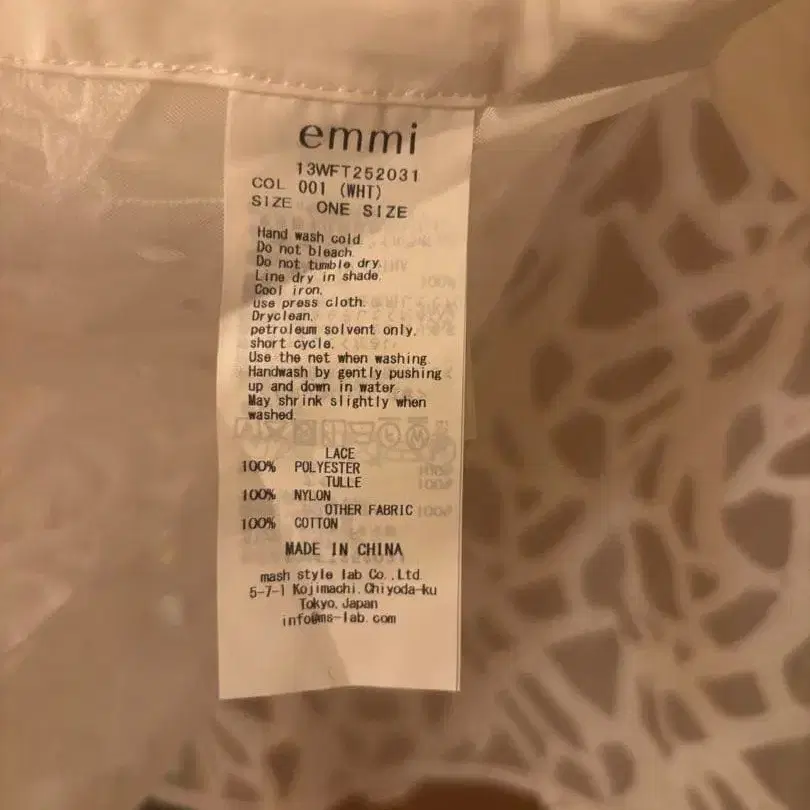 emmi
13WFT252031
COL 001 (WHT)
SIZE ONE SIZE
Hand wash cold.
Do not bleach.
Do not tumble dry.
Line dry in shade.
Cool iron.
use press cloth.
Dryclean.
petroleum solvent only.
short cycle.
Use the net when washing.
Handwash by gently pushing
up and down in water.
May shrink slightly when
washed.
LACE
100% POLYESTER
TULLE
100% NYLON
OTHER FABRIC
100% COTTON
MADE IN CHINA
mash style lab Co.,Ltd.
5-7-1 Kojimachi,Chiyoda-ku
Tokyo,Japan
info@ms-lab.com